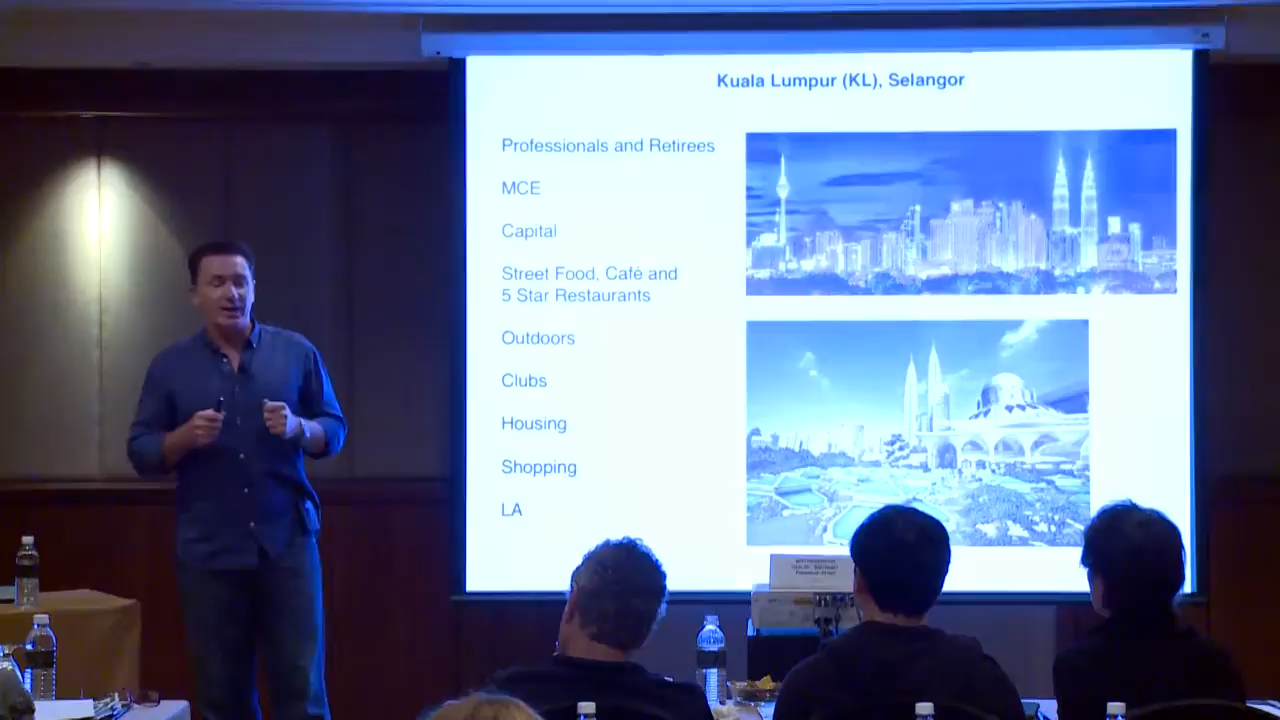 Kuala Lumpur (KL), Selangor
Professionals and Retirees
MCE
Capital
Street Food, Café and
5 Star Restaurants
Outdoors
Clubs
Housing
Shopping
LA